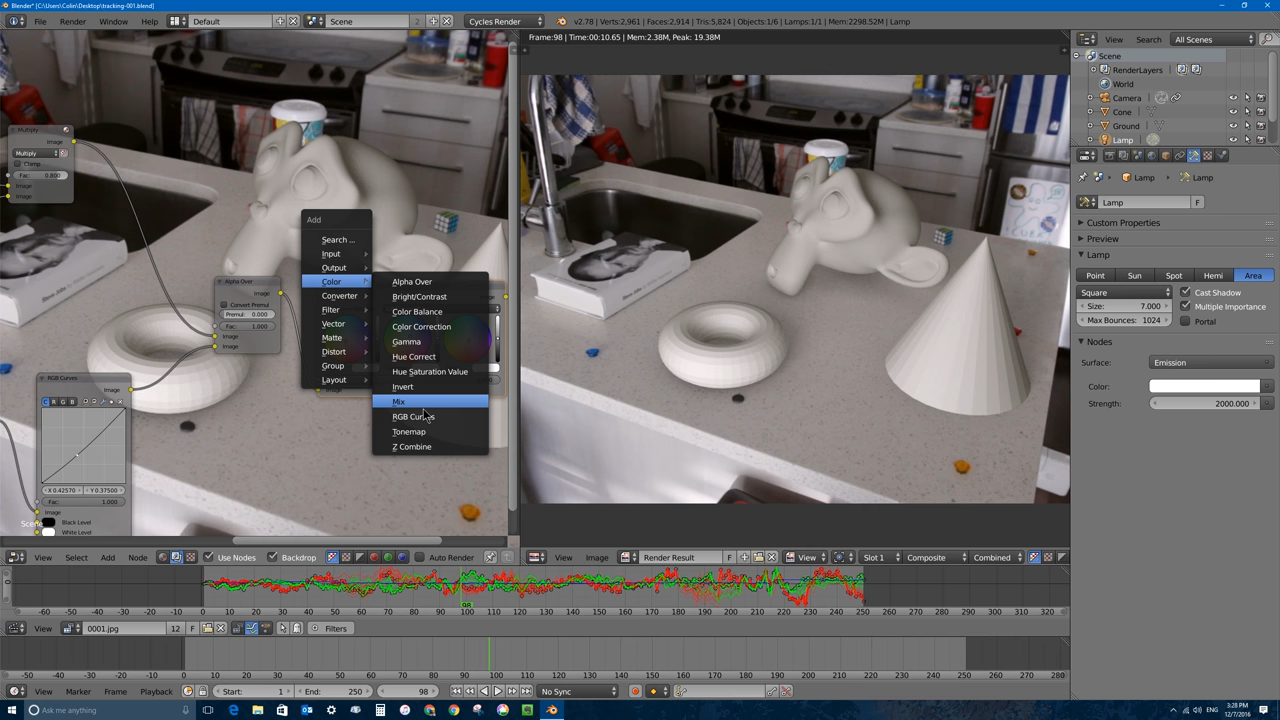 Blender* [C:\Users\Colin\Desktop\tracking-001.blend]
File Render Window Help Default Scene 2 Cycles Render v2.78 | Verts:2,961 | Faces:2,914 | Tris:5,824 | Objects:1/6 | Lamps:1/1 | Mem:2298.52M | Lamp
Frame:98 | Time:00:10.65 | Mem:2.38M, Peak: 19.38M
View Search All Scenes
Scene
RenderLayers
World
Camera
Cone
Ground
Lamp
Lamp Lamp
Lamp F
Custom Properties
Preview
Lamp
Point Sun Spot Hemi Area
Square
Size: 7.000
Max Bounces: 1024
Cast Shadow
Multiple Importance
Portal
Nodes
Surface: Emission
Color:
Strength: 2000.000
Multiply
Image
Multiply
Clamp
Fac: 0.800
Image
Image
Alpha Over
Image
Convert Premul
Premul: 0.000
Fac: 1.000
Image
Image
RGB Curves
Image
C R G B
X 0.42570 Y 0.37500
Fac: 1.000
Image
Black Level
White Level
Add
Search ...
Input
Output
Color
Converter
Filter
Vector
Matte
Distort
Group
Layout
Alpha Over
Bright/Contrast
Color Balance
Color Correction
Gamma
Hue Correct
Hue Saturation Value
Invert
Mix
RGB Curves
Tonemap
Z Combine
View Select Add Node Use Nodes Backdrop Auto Render
View Image Render Result F View Slot 1 Composite Combined
98
-60 -50 -40 -30 -20 -10 0 10 20 30 40 50 60 70 80 90 100 110 120 130 140 150 160 170 180 190 200 210 220 230 240 250 260 270 280 290 300 310 320
View 0001.jpg 12 F Filters
-50 -40 -30 -20 -10 0 10 20 30 40 50 60 70 80 90 100 110 120 130 140 150 160 170 180 190 200 210 220 230 240 250 260 270 280
View Marker Frame Playback Start: 1 End: 250 98 No Sync
Ask me anything
ENG
3:28 PM
12/7/2016